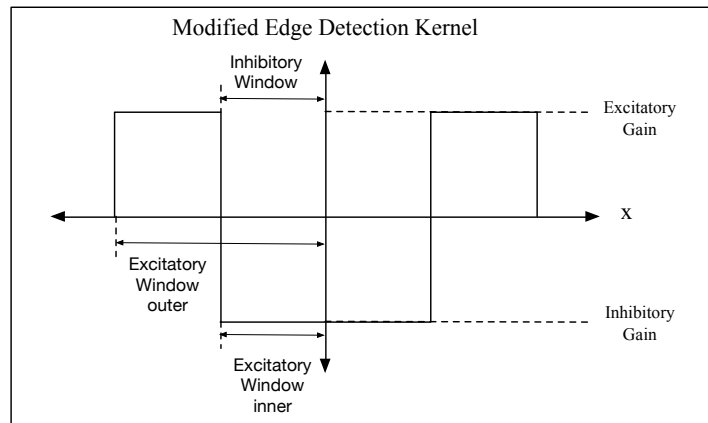 Modified Edge Detection Kernel
Inhibitory
Window
Excitatory
Gain
x
Excitatory
Window
outer
Inhibitory
Gain
Excitatory
Window
inner